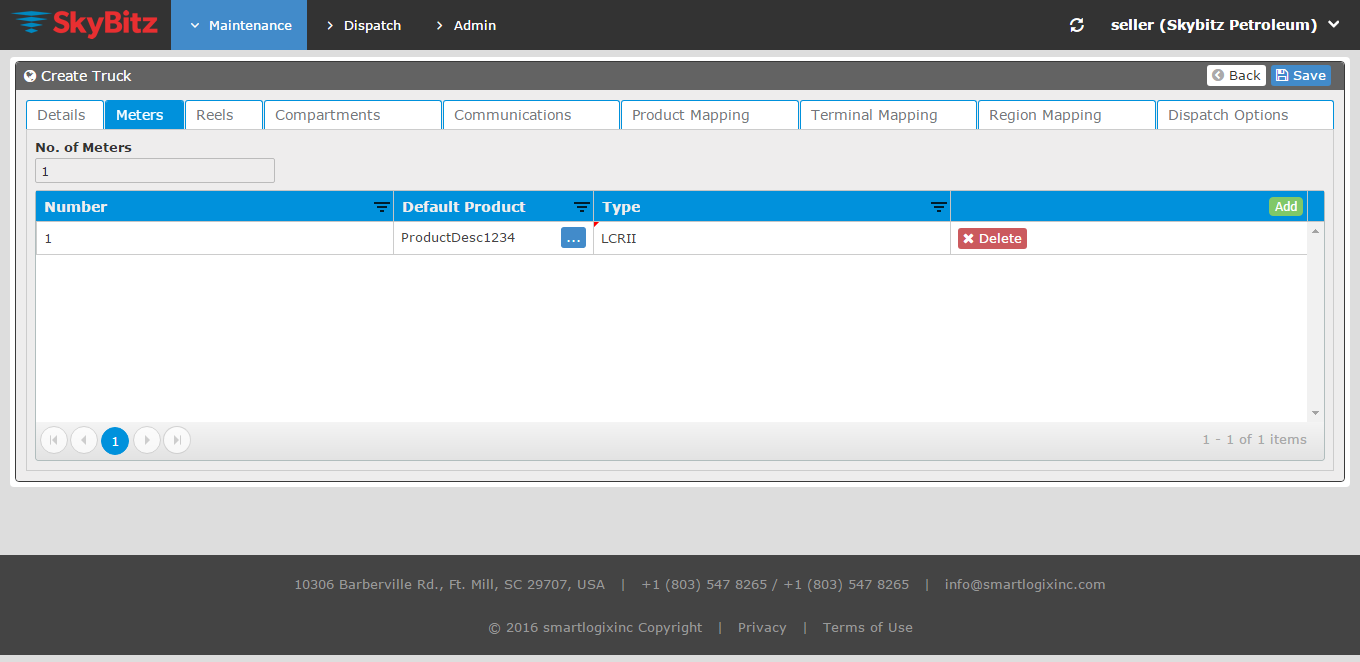 SkyBitz Maintenance Dispatch Admin seller (Skybitz Petroleum)
Create Truck Back Save
Details Meters Reels Compartments Communications Product Mapping Terminal Mapping Region Mapping Dispatch Options
No. of Meters
1
Number Default Product Type Add
1 ProductDesc1234 ... LCRII Delete
1 1 - 1 of 1 items
10306 Barberville Rd., Ft. Mill, SC 29707, USA | +1 (803) 547 8265 / +1 (803) 547 8265 | info@smartlogixinc.com
© 2016 smartlogixinc Copyright | Privacy | Terms of Use